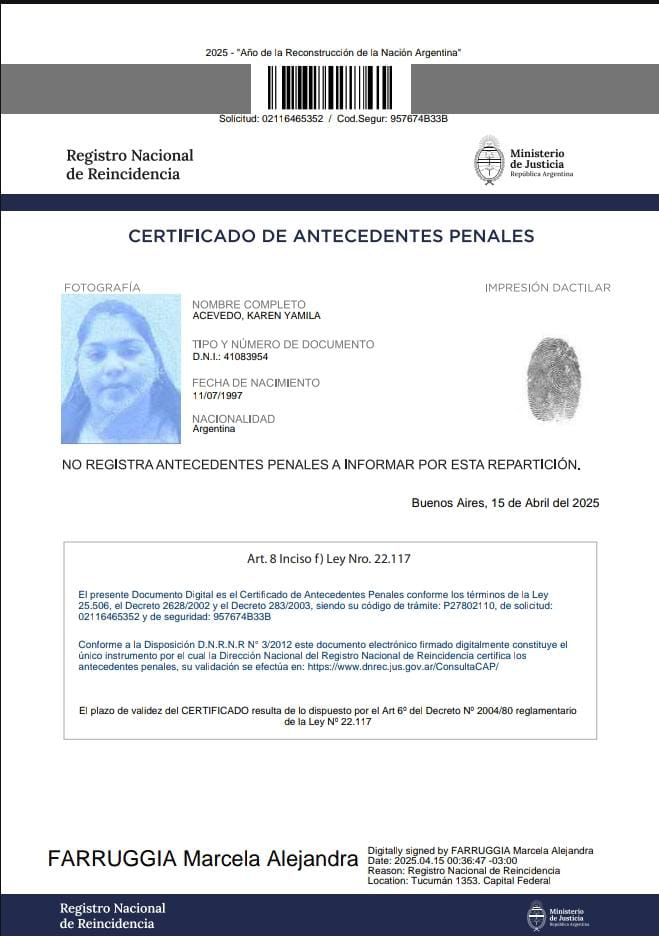 2025 - "Año de la Reconstrucción de la Nación Argentina"
Solicitud: 02116465352 / Cod.Segur: 957674B33B
Registro Nacional
de Reincidencia
Ministerio
de Justicia
República Argentina
CERTIFICADO DE ANTECEDENTES PENALES
FOTOGRAFÍA
IMPRESIÓN DACTILAR
NOMBRE COMPLETO
ACEVEDO, KAREN YAMILA
TIPO Y NÚMERO DE DOCUMENTO
D.N.I.: 41083954
FECHA DE NACIMIENTO
11/07/1997
NACIONALIDAD
Argentina
NO REGISTRA ANTECEDENTES PENALES A INFORMAR POR ESTA REPARTICIÓN.
Buenos Aires, 15 de Abril del 2025
Art. 8 Inciso f) Ley Nro. 22.117
El presente Documento Digital es el Certificado de Antecedentes Penales conforme los términos de la Ley
25.506, el Decreto 2628/2002 y el Decreto 283/2003, siendo su código de trámite: P27802110, de solicitud:
02116465352 y de seguridad: 957674B33B
Conforme a la Disposición D.N.R.N.R N° 3/2012 este documento electrónico firmado digitalmente constituye el
único instrumento por el cual la Dirección Nacional del Registro Nacional de Reincidencia certifica los
antecedentes penales, su validación se efectúa en: https://www.dnrec.jus.gov.ar/ConsultaCAP/
El plazo de validez del CERTIFICADO resulta de lo dispuesto por el Art 6º del Decreto Nº 2004/80 reglamentario
de la Ley Nº 22.117
FARRUGGIA Marcela Alejandra
Digitally signed by FARRUGGIA Marcela Alejandra
Date: 2025.04.15 00:36:47 -03:00
Reason: Registro Nacional de Reincidencia
Location: Tucumán 1353. Capital Federal
Registro Nacional
de Reincidencia
Ministerio
de Justicia
República Argentina